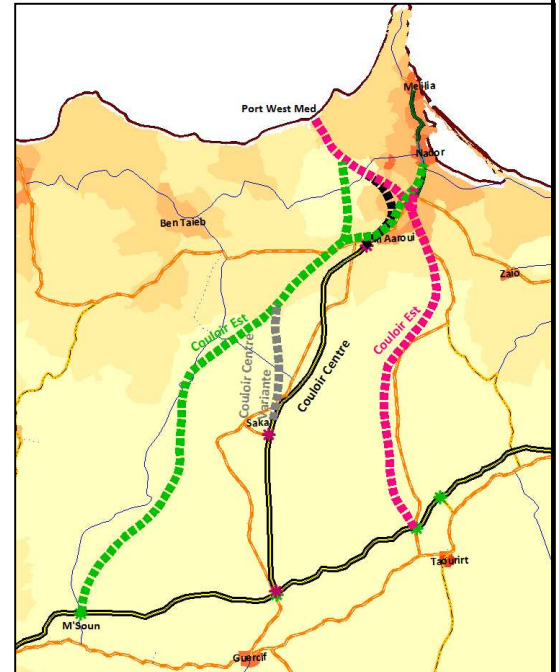 Melilia
Port West Med
Nador
Ben Taieb
Aaroui
Zaio
Couloir Est
Couloir Est
Couloir Centre
Variante
Couloir Centre
Saka
Taourirt
M'Soun
Guercif